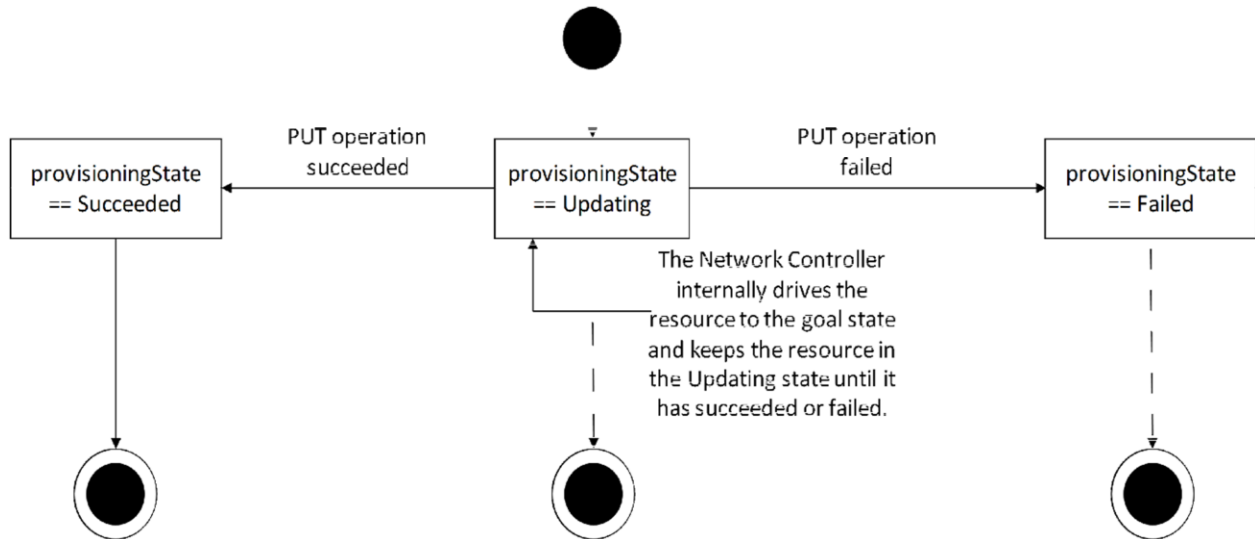 PUT operation
succeeded
PUT operation
failed
provisioningState
== Succeeded
provisioningState
== Updating
provisioningState
== Failed
The Network Controller
internally drives the
resource to the goal state
and keeps the resource in
the Updating state until it
has succeeded or failed.